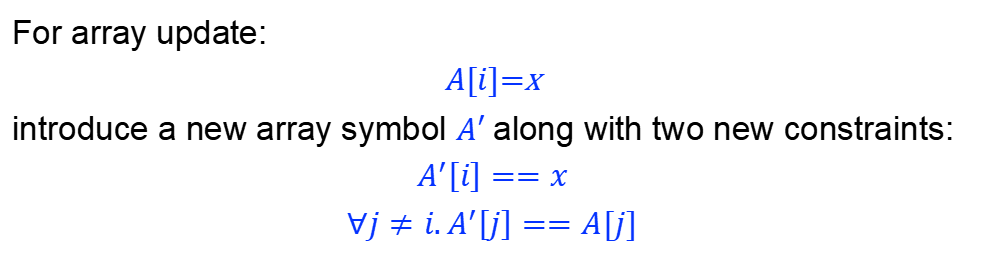 For array update:
A[i]=x
introduce a new array symbol A′ along with two new constraints:
A′[i] == x
∀j ≠ i. A′[j] == A[j]